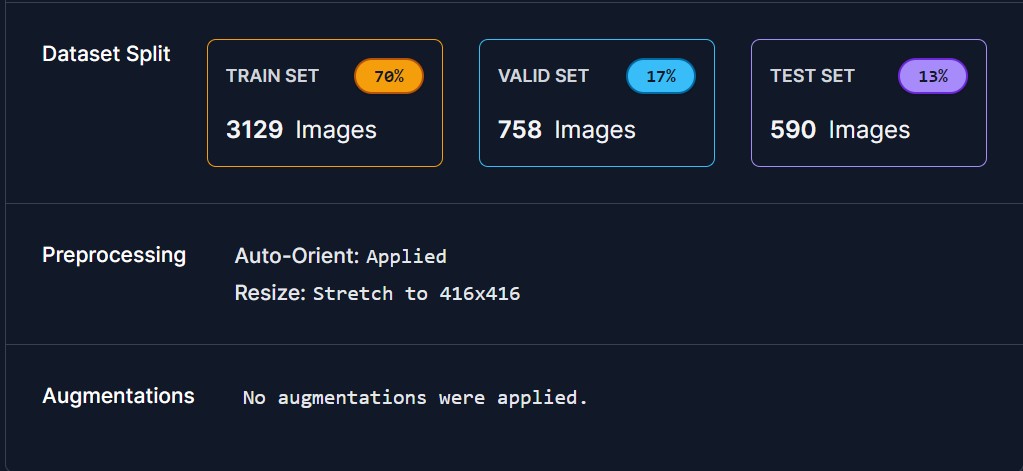 Dataset Split
TRAIN SET 70%
3129 Images
VALID SET 17%
758 Images
TEST SET 13%
590 Images
Preprocessing
Auto-Orient: Applied
Resize: Stretch to 416x416
Augmentations
No augmentations were applied.